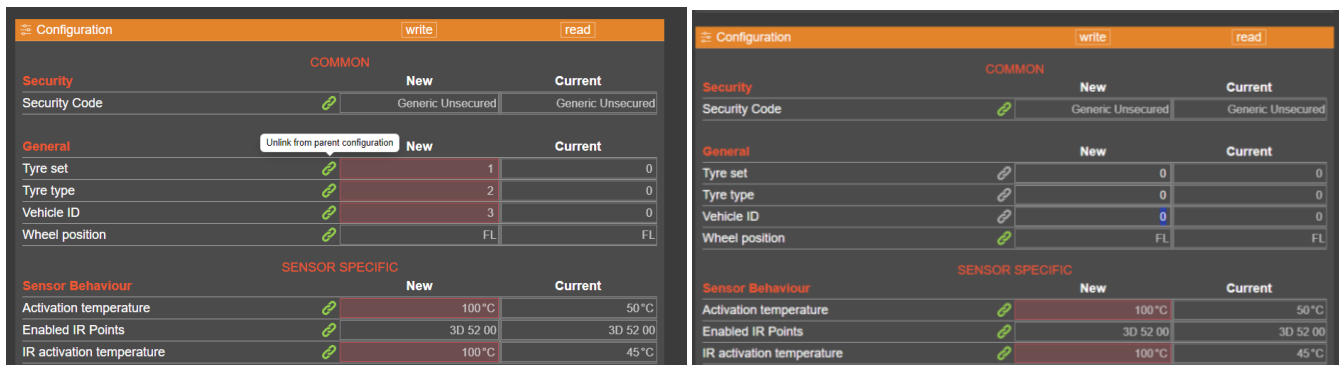 Configuration write read
COMMON
Security New Current
Security Code Generic Unsecured Generic Unsecured
Unlink from parent configuration
General New Current
Tyre set 1 0
Tyre type 2 0
Vehicle ID 3 0
Wheel position FL FL
SENSOR SPECIFIC
Sensor Behaviour New Current
Activation temperature 100°C 50°C
Enabled IR Points 3D 52 00 3D 52 00
IR activation temperature 100°C 45°C
Configuration write read
COMMON
Security New Current
Security Code Generic Unsecured Generic Unsecured
General New Current
Tyre set 0 0
Tyre type 0 0
Vehicle ID 0 0
Wheel position FL FL
SENSOR SPECIFIC
Sensor Behaviour New Current
Activation temperature 100°C 50°C
Enabled IR Points 3D 52 00 3D 52 00
IR activation temperature 100°C 45°C